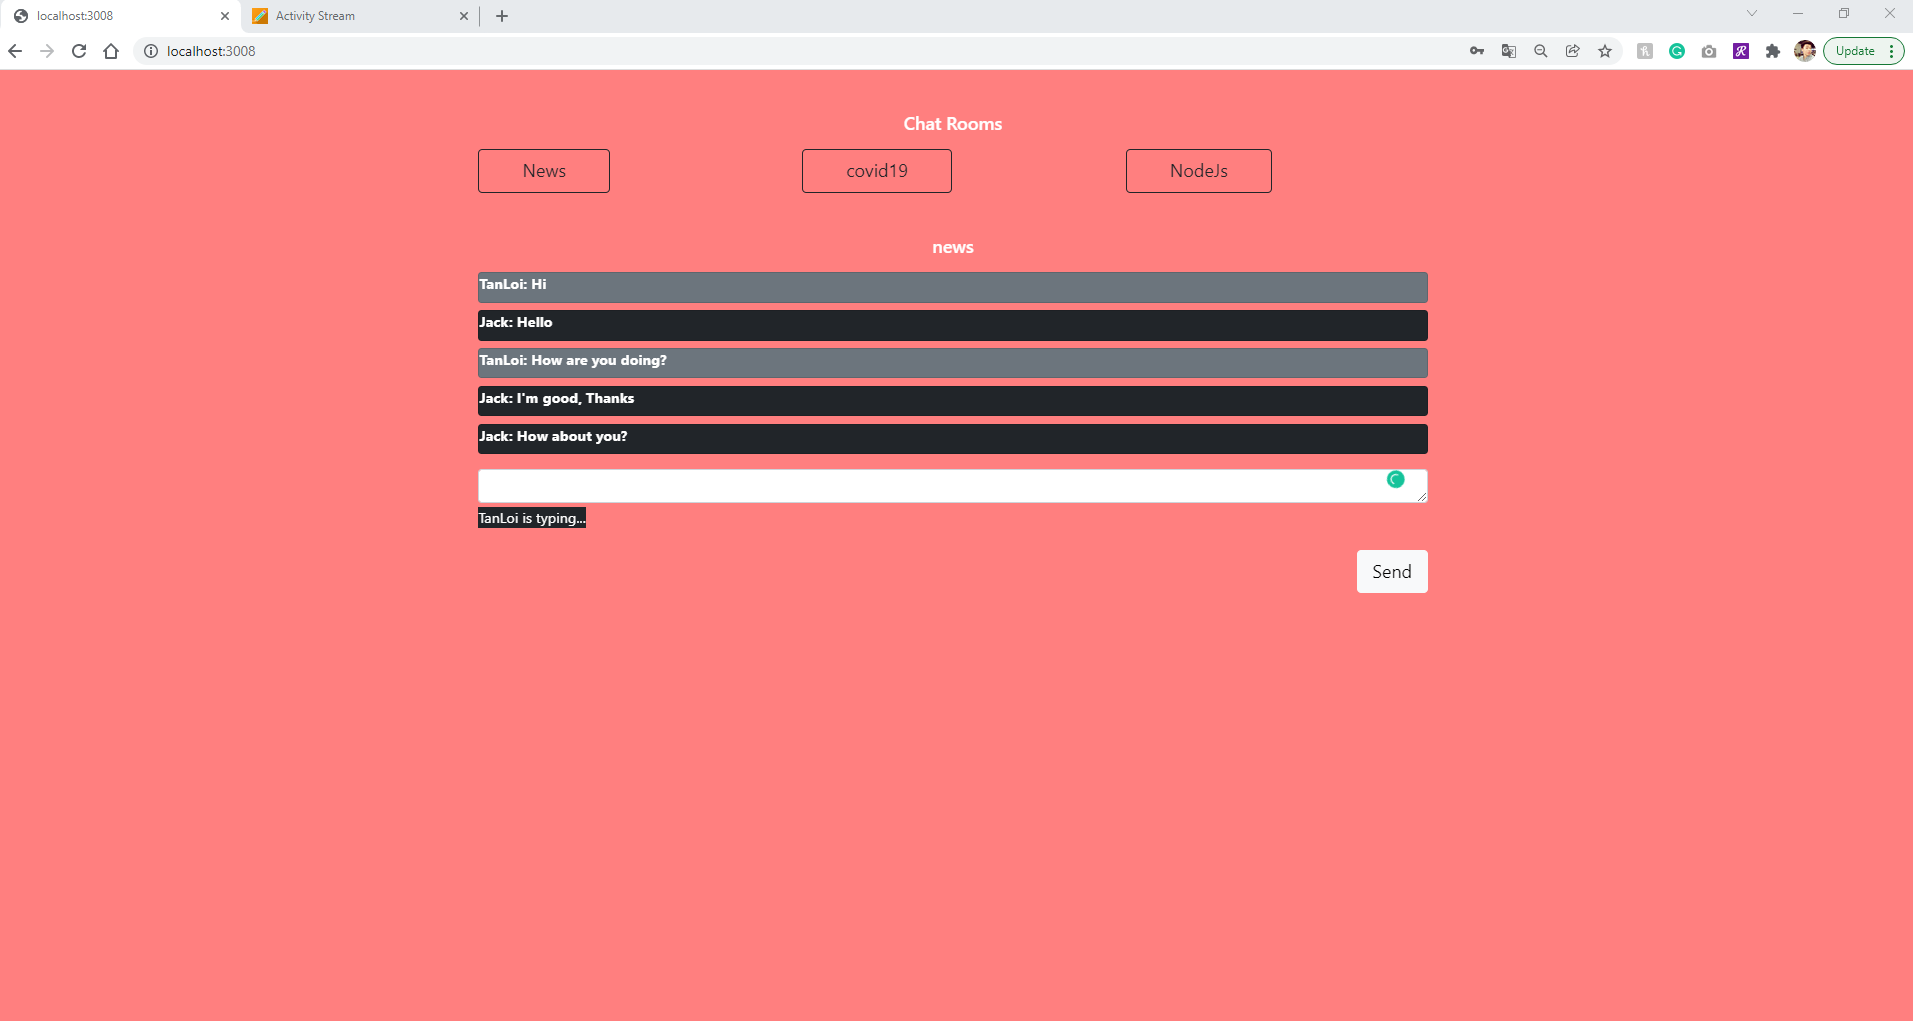 localhost:3008
Activity Stream
localhost:3008
Update
Chat Rooms
News
covid19
NodeJs
news
TanLoi: Hi
Jack: Hello
TanLoi: How are you doing?
Jack: I'm good, Thanks
Jack: How about you?
TanLoi is typing...
Send